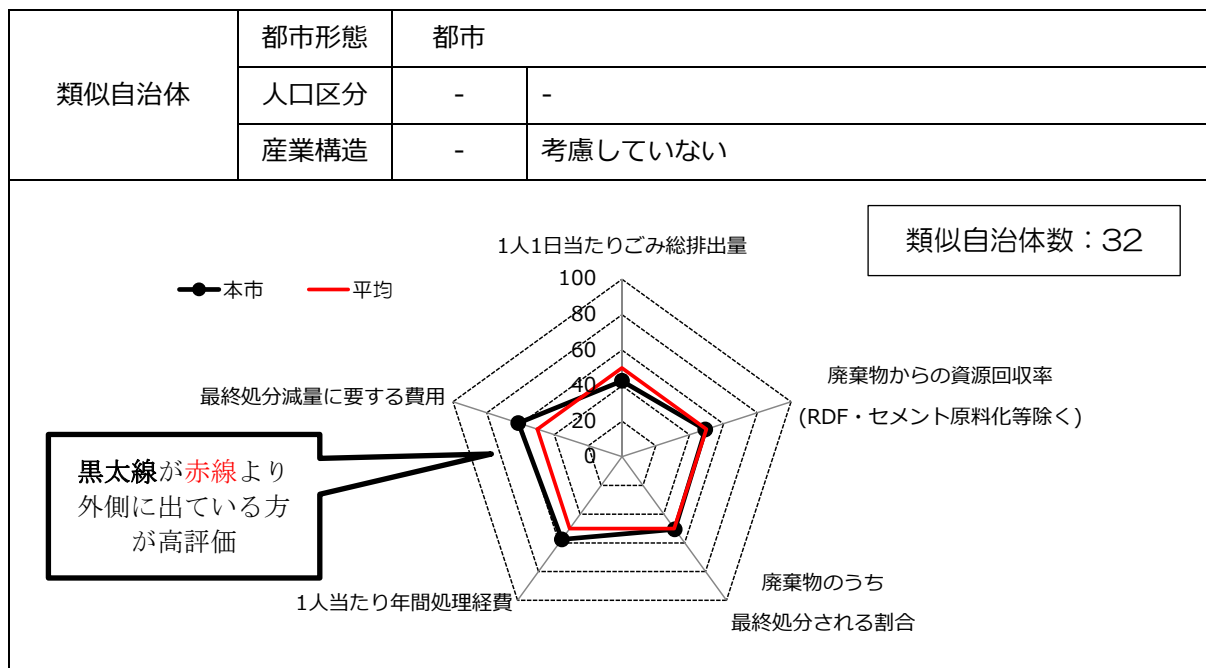 類似自治体
都市形態 都市
人口区分 - -
産業構造 - 考慮していない
類似自治体数：32
本市 平均
1人1日当たりごみ総排出量
100
80
60
40
20
0
廃棄物からの資源回収率
(RDF・セメント原料化等除く)
最終処分減量に要する費用
黒太線が赤線より
外側に出ている方
が高評価
1人当たり年間処理経費
廃棄物のうち
最終処分される割合